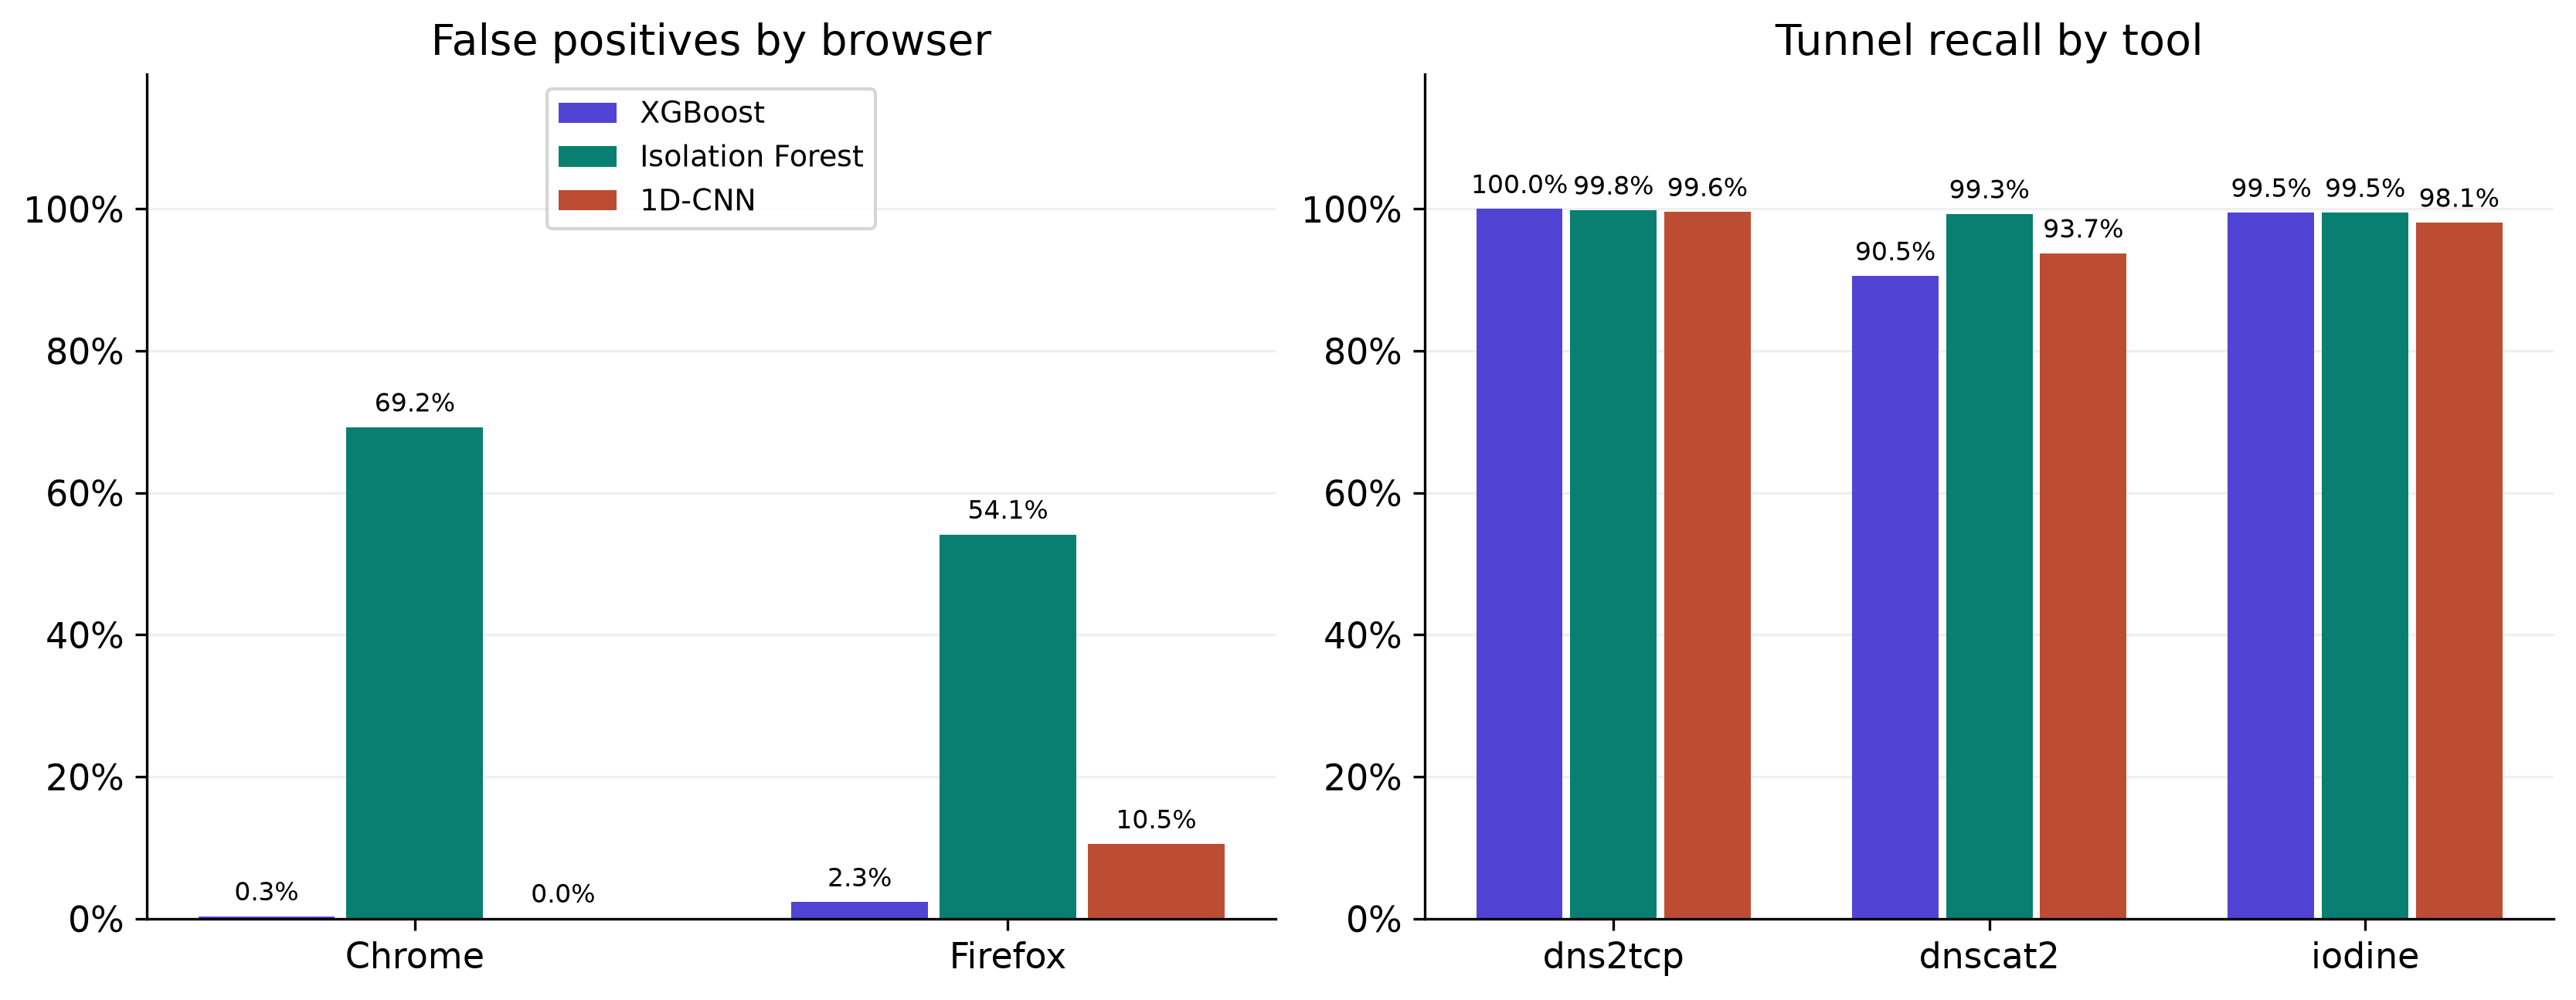 False positives by browser
XGBoost
Isolation Forest
1D-CNN
100%
80%
60%
40%
20%
0%
0.3%
69.2%
0.0%
2.3%
54.1%
10.5%
Chrome
Firefox
Tunnel recall by tool
100%
80%
60%
40%
20%
0%
100.0%
99.8%
99.6%
90.5%
99.3%
93.7%
99.5%
99.5%
98.1%
dns2tcp
dnscat2
iodine